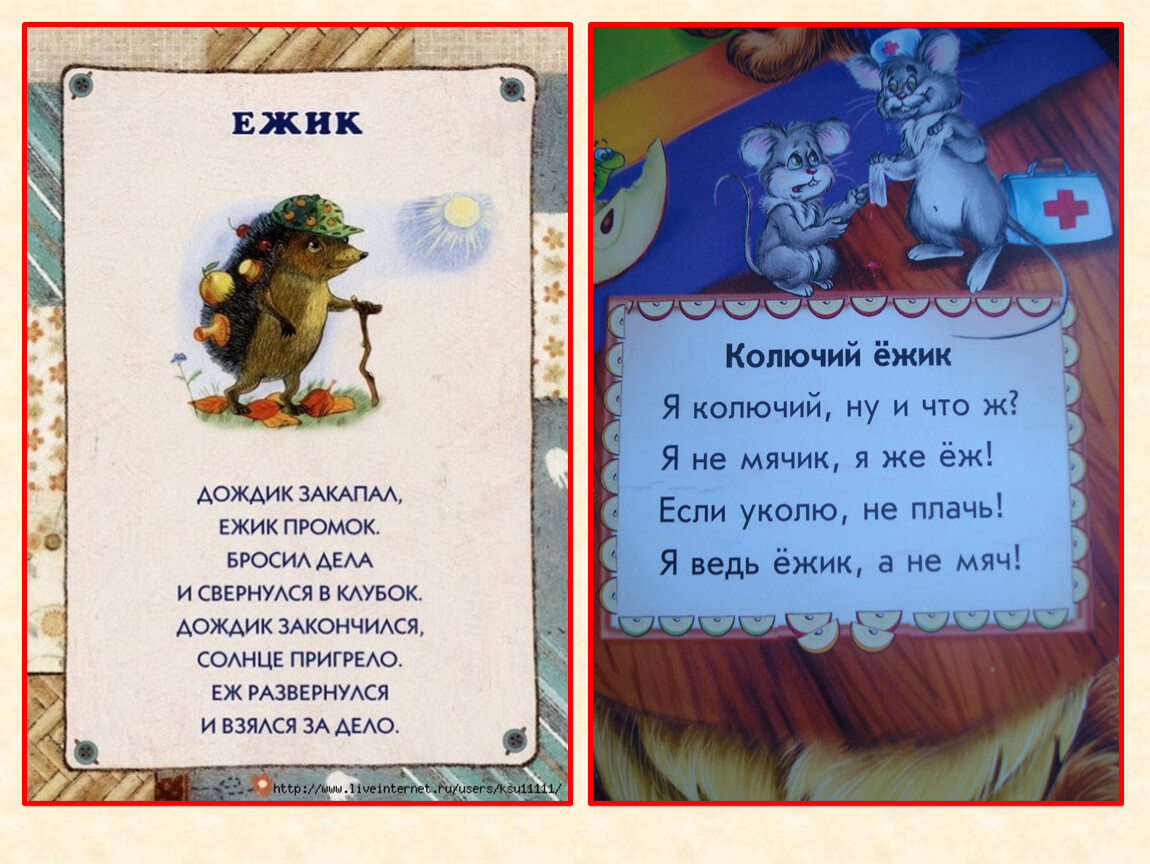 ЕЖИК
ДОЖДИК ЗАКАПАЛ,
ЕЖИК ПРОМОК.
БРОСИЛ ДЕЛА
И СВЕРНУЛСЯ В КЛУБОК.
ДОЖДИК ЗАКОНЧИЛСЯ,
СОЛНЦЕ ПРИГРЕЛО.
ЕЖ РАЗВЕРНУЛСЯ
И ВЗЯЛСЯ ЗА ДЕЛО.
http://www.liveinternet.ru/users/ksu11111/
Колючий ёжик
Я колючий, ну и что ж?
Я не мячик, я же ёж!
Если уколю, не плачь!
Я ведь ёжик, а не мяч!